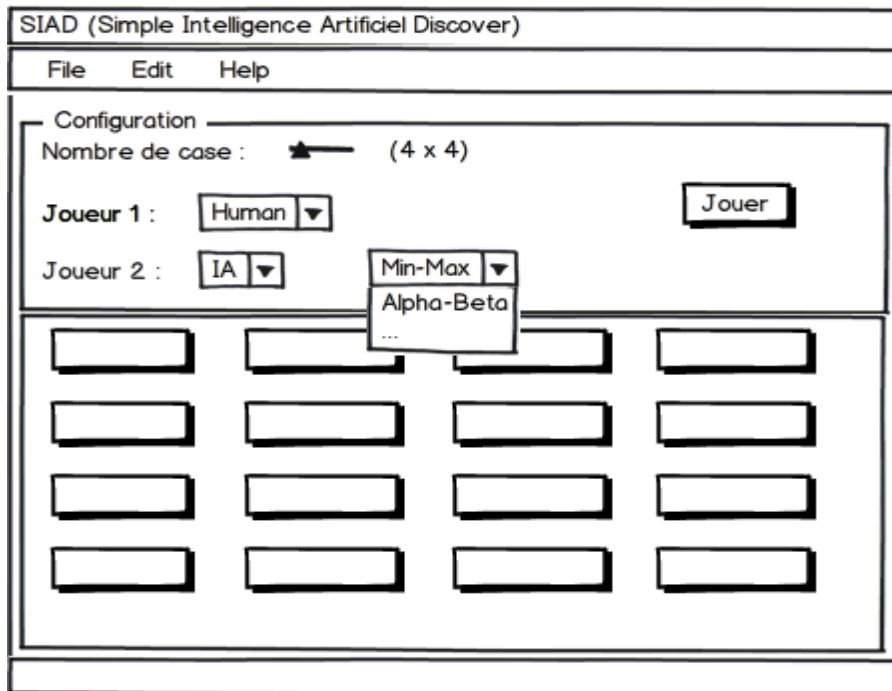 SIAD (Simple Intelligence Artificiel Discover)
File Edit Help
Configuration
Nombre de case : (4 x 4)
Joueur 1 : Human Jouer
Joueur 2 : IA Min-Max
Alpha-Beta
...